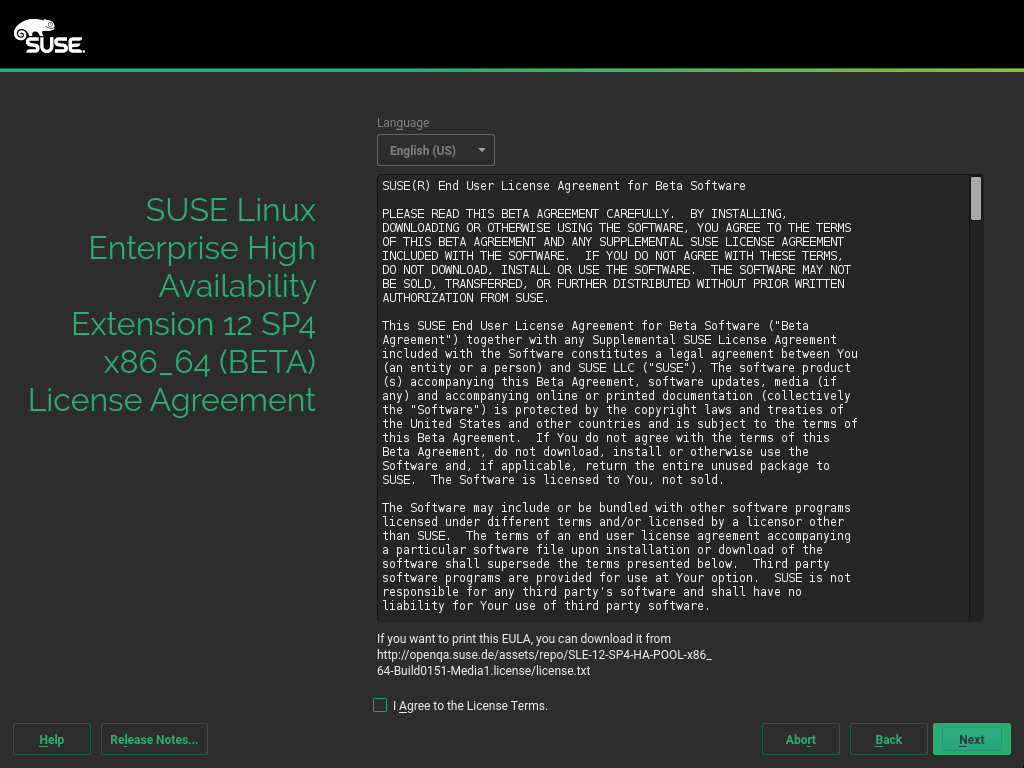 SUSE.
Language
English (US)
SUSE Linux
Enterprise High
Availability
Extension 12 SP4
x86_64 (BETA)
License Agreement
SUSE(R) End User License Agreement for Beta Software
PLEASE READ THIS BETA AGREEMENT CAREFULLY.  BY INSTALLING,
DOWNLOADING OR OTHERWISE USING THE SOFTWARE, YOU AGREE TO THE TERMS
OF THIS BETA AGREEMENT AND ANY SUPPLEMENTAL SUSE LICENSE AGREEMENT
INCLUDED WITH THE SOFTWARE.  IF YOU DO NOT AGREE WITH THESE TERMS,
DO NOT DOWNLOAD, INSTALL OR USE THE SOFTWARE.  THE SOFTWARE MAY NOT
BE SOLD, TRANSFERRED, OR FURTHER DISTRIBUTED WITHOUT PRIOR WRITTEN
AUTHORIZATION FROM SUSE.
This SUSE End User License Agreement for Beta Software ("Beta
Agreement") together with any Supplemental SUSE License Agreement
included with the Software constitutes a legal agreement between You
(an entity or a person) and SUSE LLC ("SUSE"). The software product
(s) accompanying this Beta Agreement, software updates, media (if
any) and accompanying online or printed documentation (collectively
the "Software") is protected by the copyright laws and treaties of
the United States and other countries and is subject to the terms of
this Beta Agreement.  If You do not agree with the terms of this
Beta Agreement, do not download, install or otherwise use the
Software and, if applicable, return the entire unused package to
SUSE.  The Software is licensed to You, not sold.
The Software may include or be bundled with other software programs
licensed under different terms and/or licensed by a licensor other
than SUSE.  The terms of an end user license agreement accompanying
a particular software file upon installation or download of the
software shall supersede the terms presented below.  Third party
software programs are provided for use at Your option.  SUSE is not
responsible for any third party's software and shall have no
liability for Your use of third party software.
If you want to print this EULA, you can download it from
http://openqa.suse.de/assets/repo/SLE-12-SP4-HA-POOL-x86_
64-Build0151-Media1.license/license.txt
I Agree to the License Terms.
Help
Release Notes...
Abort
Back
Next